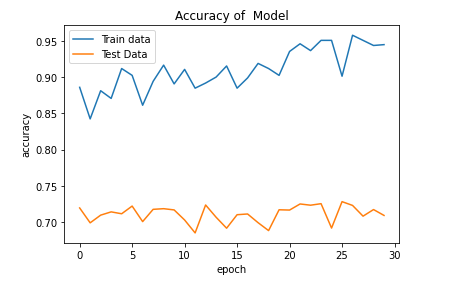 Accuracy of  Model
Train data
Test Data
accuracy
0.95
0.90
0.85
0.80
0.75
0.70
0 5 10 15 20 25 30
epoch